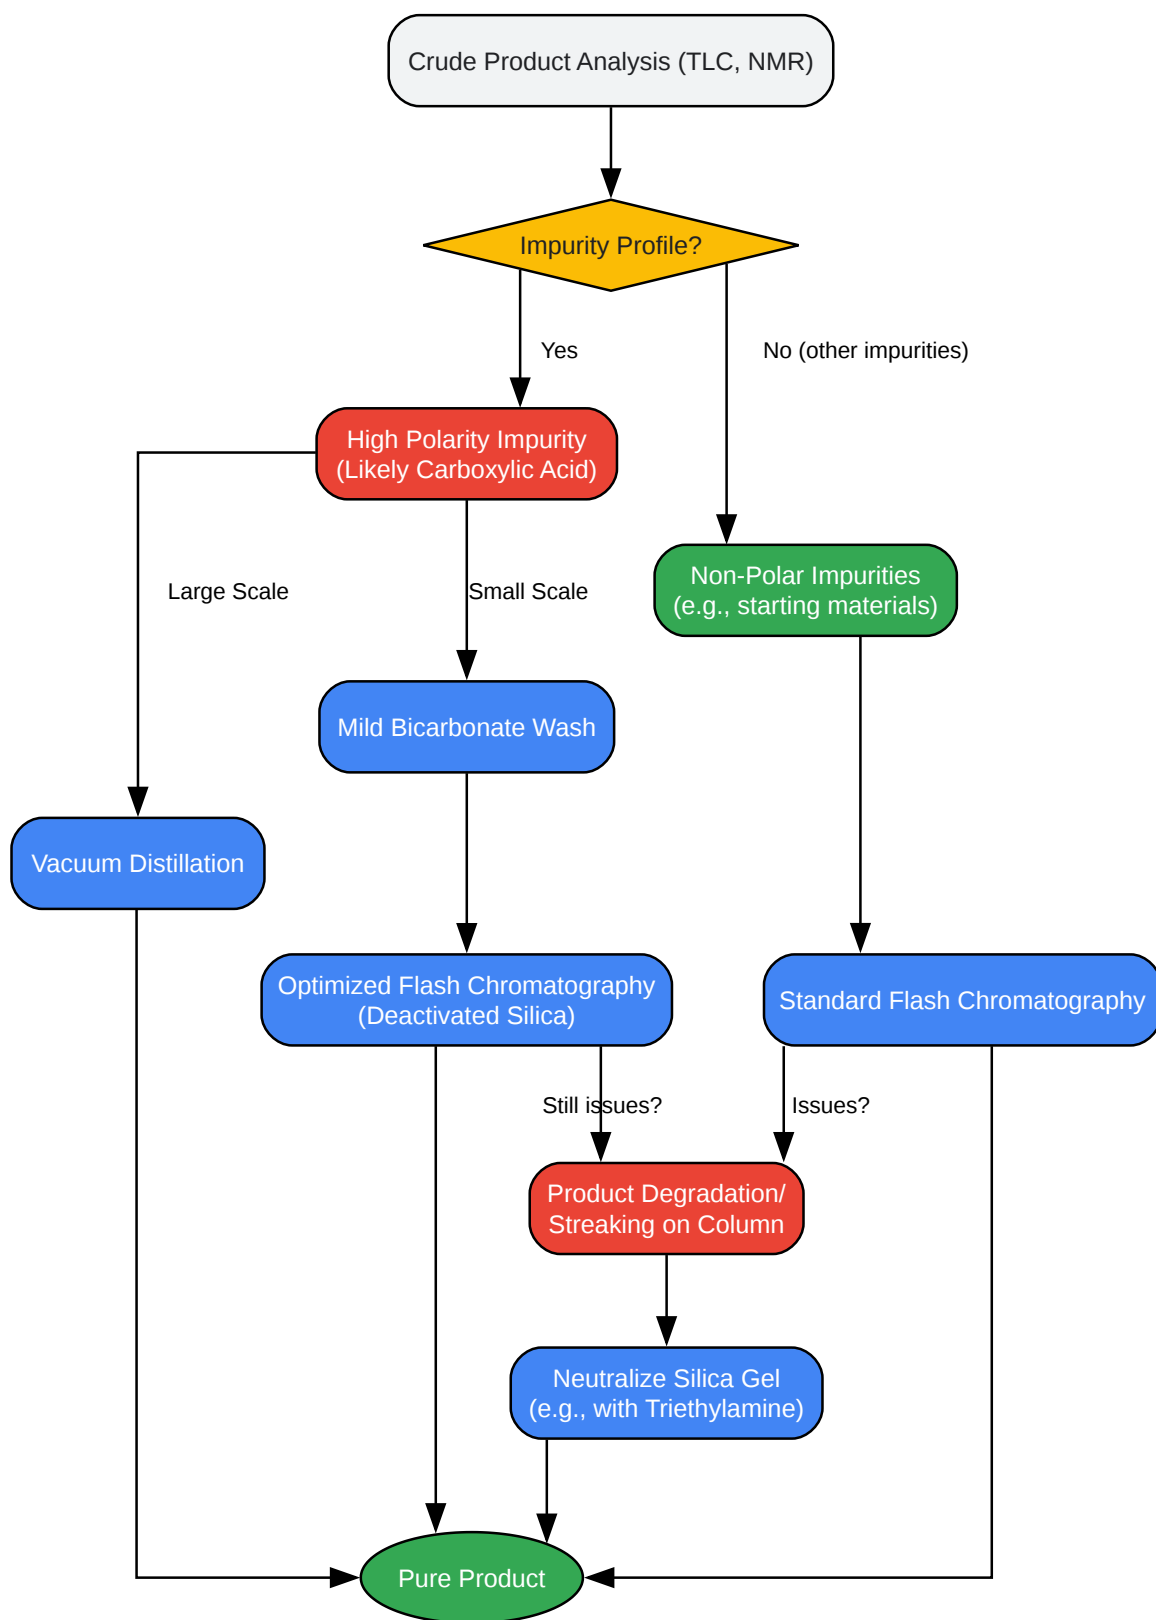 Crude Product Analysis (TLC, NMR)
Impurity Profile?
Yes
No (other impurities)
High Polarity Impurity
(Likely Carboxylic Acid)
Non-Polar Impurities
(e.g., starting materials)
Large Scale
Small Scale
Mild Bicarbonate Wash
Vacuum Distillation
Optimized Flash Chromatography
(Deactivated Silica)
Standard Flash Chromatography
Still issues?
Issues?
Product Degradation/
Streaking on Column
Neutralize Silica Gel
(e.g., with Triethylamine)
Pure Product